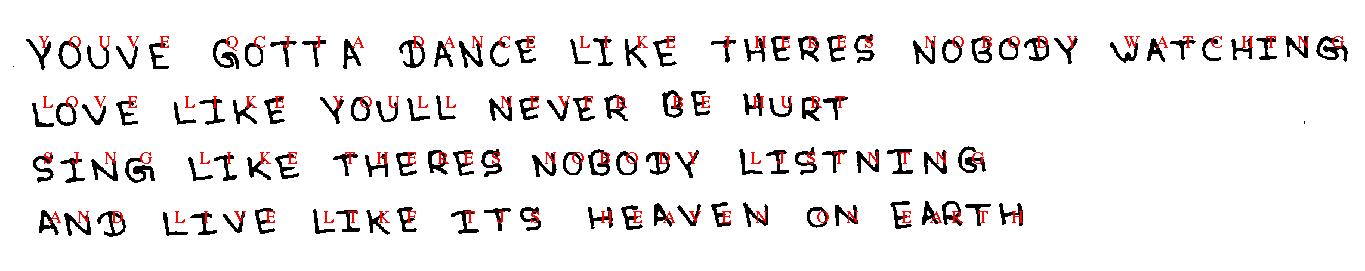 YOUVE GOTTA DANCE LIKE THERES NOBODY WATCHING
LOVE LIKE YOULL NEVER BE HURT
SING LIKE THERES NOBODY LISTNING
AND LIVE LIKE ITS HEAVEN ON EARTH